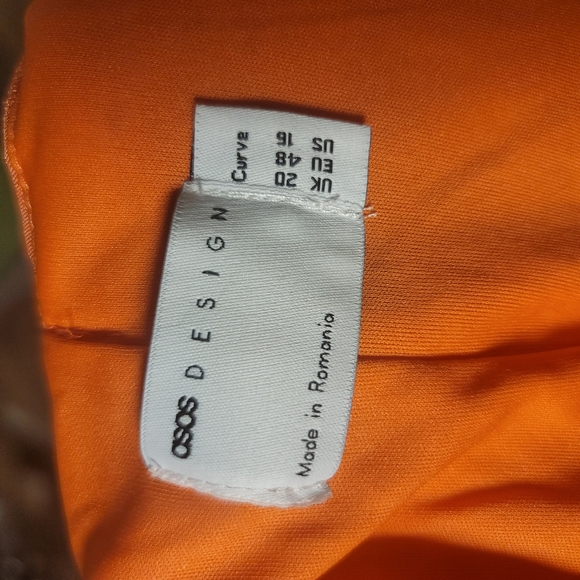 asos DESIGN
Made in Romania
Curve
UK 20
EU 48
US 16